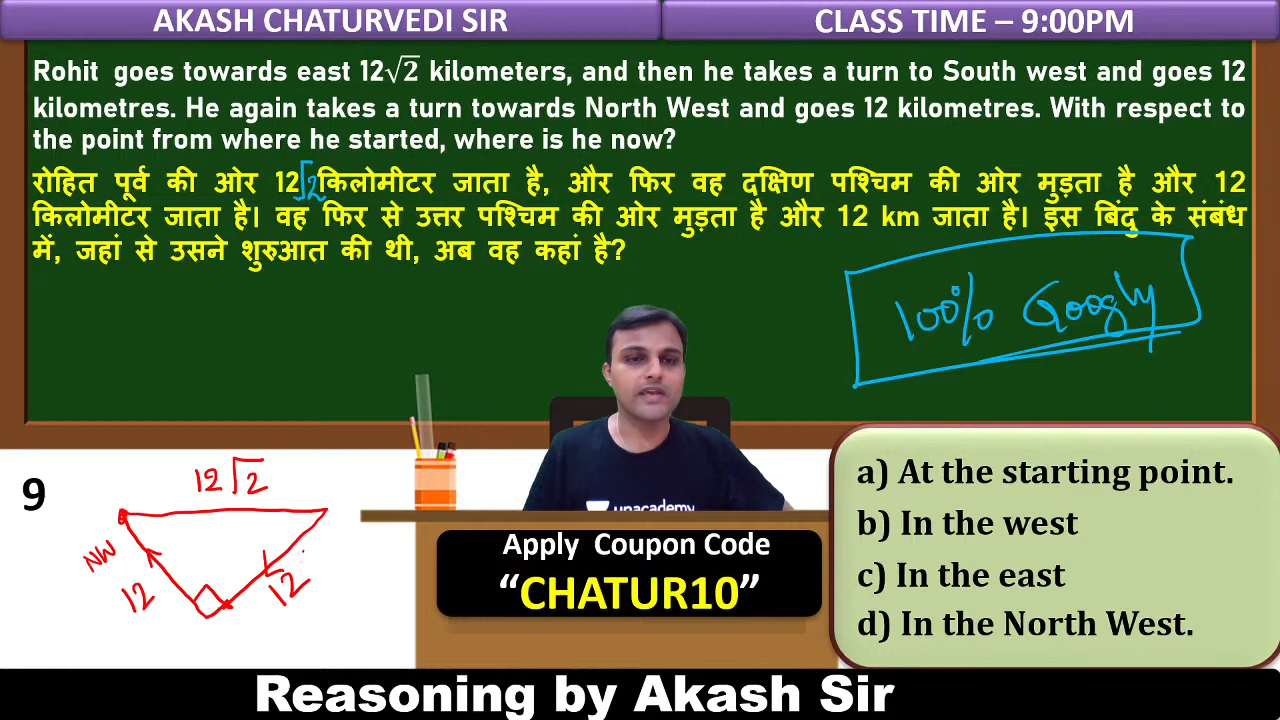 AKASH CHATURVEDI SIR
CLASS TIME – 9:00PM
Rohit goes towards east 12√2 kilometers, and then he takes a turn to South west and goes 12
kilometres. He again takes a turn towards North West and goes 12 kilometres. With respect to
the point from where he started, where is he now?
रोहित पूर्व की ओर 12√2 किलोमीटर जाता है, और फिर वह दक्षिण पश्चिम की ओर मुड़ता है और 12
किलोमीटर जाता है। वह फिर से उत्तर पश्चिम की ओर मुड़ता है और 12 km जाता है। इस बिंदु के संबंध
में, जहां से उसने शुरुआत की थी, अब वह कहां है?
100% Googly
9
12√2
NW
12
12
unacademy
Apply Coupon Code
“CHATUR10”
a) At the starting point.
b) In the west
c) In the east
d) In the North West.
Reasoning by Akash Sir